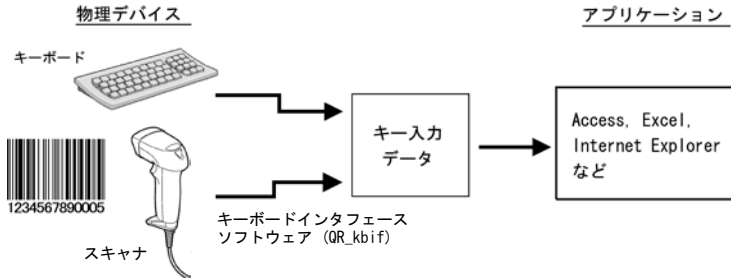 物理デバイス
アプリケーション
キーボード
キー入力
データ
Access, Excel,
Internet Explorer
など
1234567890005
キーボードインタフェース
ソフトウェア (QR_kbif)
スキャナ